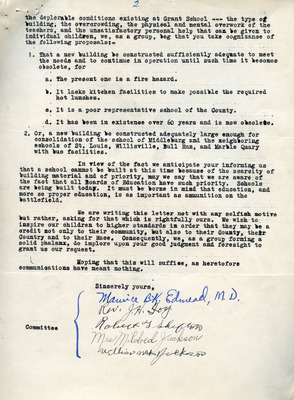 2
the deplorable conditions existing at Grant School --- the type of
building, the overcrowding, the physical and mental overwork of the
teachers, and the unsatisfactory personal help that can be given to
individual children, we, as a group, beg that you take cognizance of
the following proposals:-
1. That a new building be constructed sufficiently adequate to meet
the needs and to continue in operation until such time it becomes
obsolete, for
a. The present one is a fire hazard.
b. It lacks kitchen facilities to make possible the required
hot lunches.
c. It is a poor representative school of the County.
d. It has been in existence over 60 years and is now obsolete.
2. Or, a new building be constructed adequately large enough for
consolidation of the school of Middleburg and the neighboring
schools of St. Louis, Willisville, Bull Run, and Marble Quarry
with bus facilities.
In view of the fact we anticipate your informing us
that a school cannot be built at this time because of the scarcity of
building material and of priority, may we say that we are aware of
the fact that all Boards of Education have such priority. Schools
are being built today. It must be borne in mind that education, and
more so proper education, is as important as ammunition on the
battlefield.
We are writing this letter not with any selfish motive
but rather, asking for that which is rightfully ours. We wish to
inspire our children to higher standards in order that they may be a
credit not only to their community, but also to their County, their
Country and to their Race. Consequently, we, as a group forming a
solid phalanx, do implore upon your good judgment and foresight to
grant us our request.
Hoping that this will suffice, as heretofore
communications have meant nothing.
Sincerely yours,
Maurice B.K. Edmead, M.D.
Rev. J.H. Foy
Robert
Committee
Mrs Mildred Jackson
William Jackson